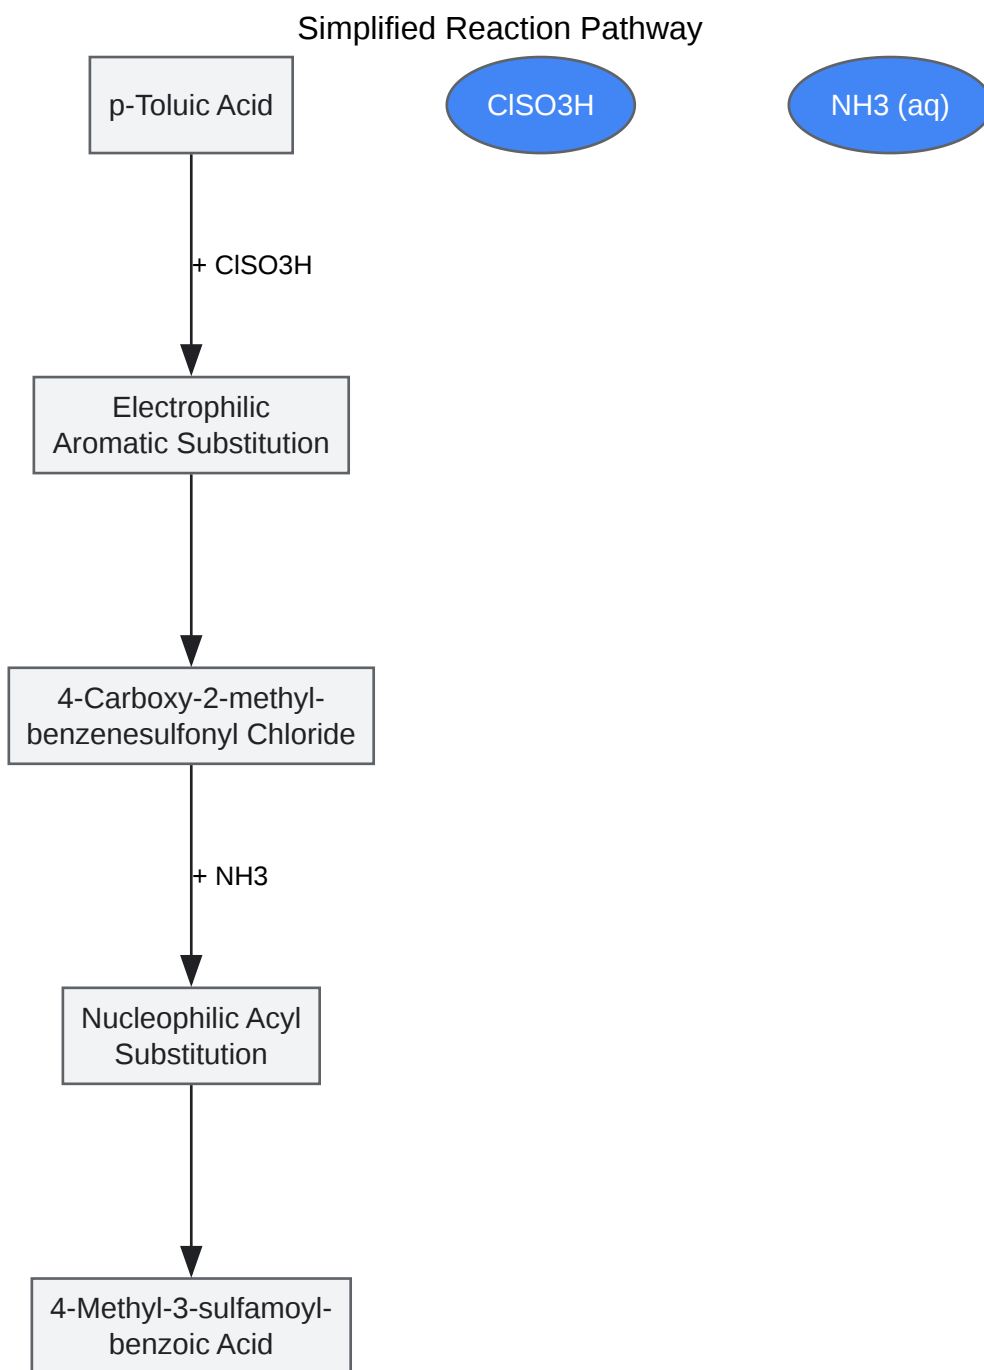 Simplified Reaction Pathway
p-Toluic Acid
ClSO3H
NH3 (aq)
+ ClSO3H
Electrophilic
Aromatic Substitution
4-Carboxy-2-methyl-
benzenesulfonyl Chloride
+ NH3
Nucleophilic Acyl
Substitution
4-Methyl-3-sulfamoyl-
benzoic Acid